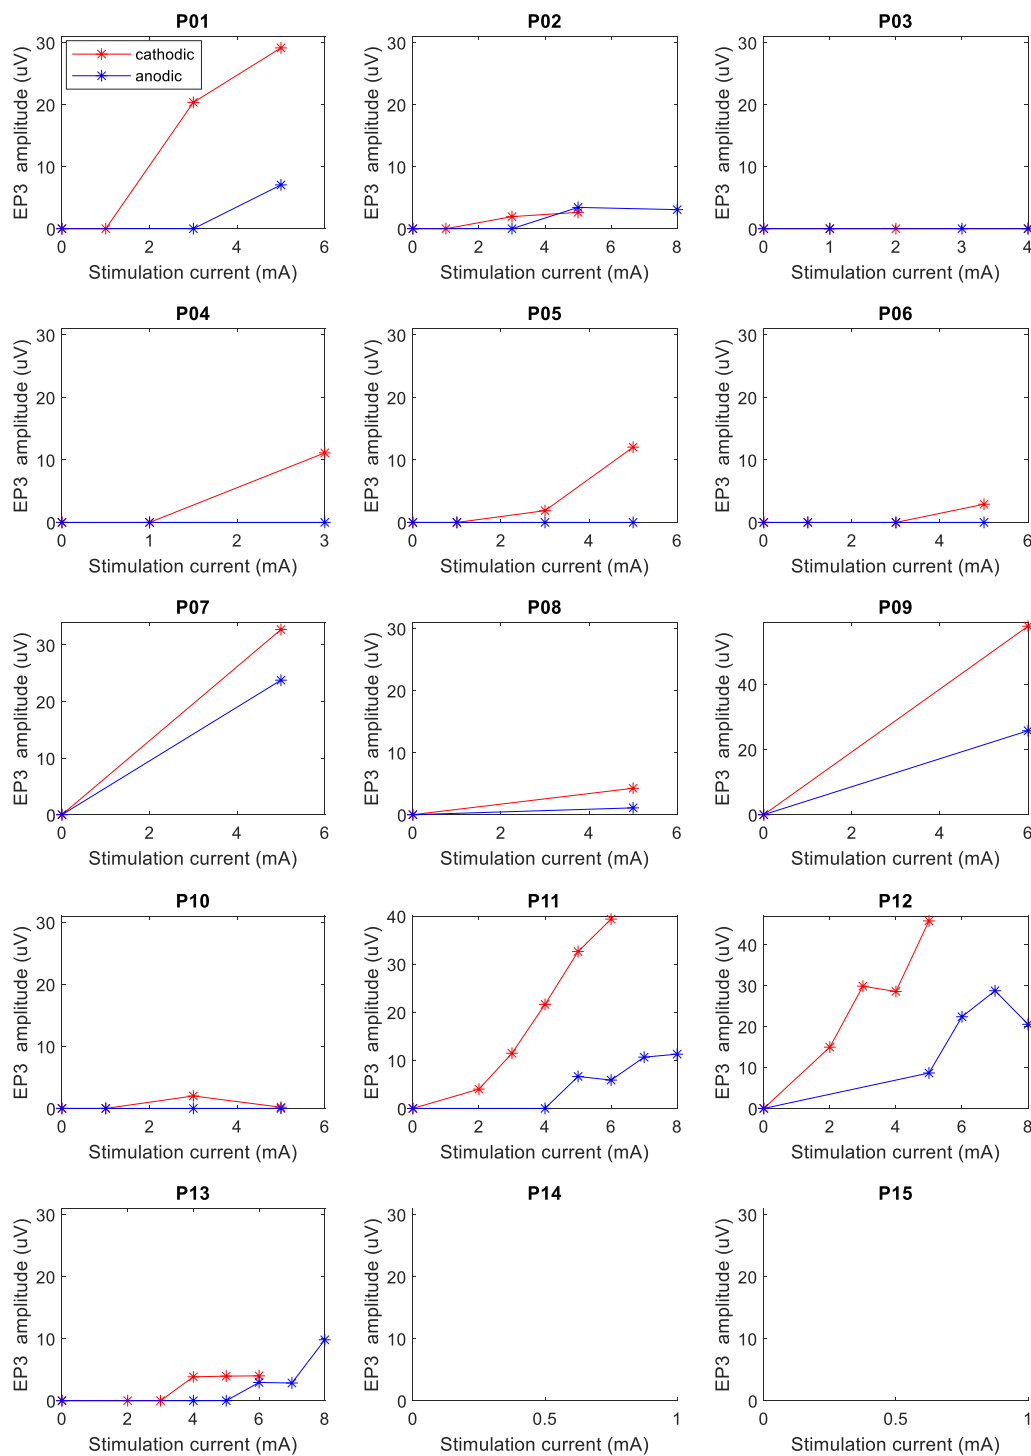 P01
EP3 amplitude (uV)
30
20
10
0
cathodic
anodic
0 2 4 6
Stimulation current (mA)
P02
EP3 amplitude (uV)
30
20
10
0
0 2 4 6 8
Stimulation current (mA)
P03
EP3 amplitude (uV)
30
20
10
0
0 1 2 3 4
Stimulation current (mA)
P04
EP3 amplitude (uV)
30
20
10
0
0 1 2 3
Stimulation current (mA)
P05
EP3 amplitude (uV)
30
20
10
0
0 2 4 6
Stimulation current (mA)
P06
EP3 amplitude (uV)
30
20
10
0
0 2 4 6
Stimulation current (mA)
P07
EP3 amplitude (uV)
30
20
10
0
0 2 4 6
Stimulation current (mA)
P08
EP3 amplitude (uV)
30
20
10
0
0 2 4 6
Stimulation current (mA)
P09
EP3 amplitude (uV)
40
20
0
0 2 4 6
Stimulation current (mA)
P10
EP3 amplitude (uV)
30
20
10
0
0 2 4 6
Stimulation current (mA)
P11
EP3 amplitude (uV)
40
30
20
10
0
0 2 4 6 8
Stimulation current (mA)
P12
EP3 amplitude (uV)
40
30
20
10
0
0 2 4 6 8
Stimulation current (mA)
P13
EP3 amplitude (uV)
30
20
10
0
0 2 4 6 8
Stimulation current (mA)
P14
EP3 amplitude (uV)
30
20
10
0
0 0.5 1
Stimulation current (mA)
P15
EP3 amplitude (uV)
30
20
10
0
0 0.5 1
Stimulation current (mA)